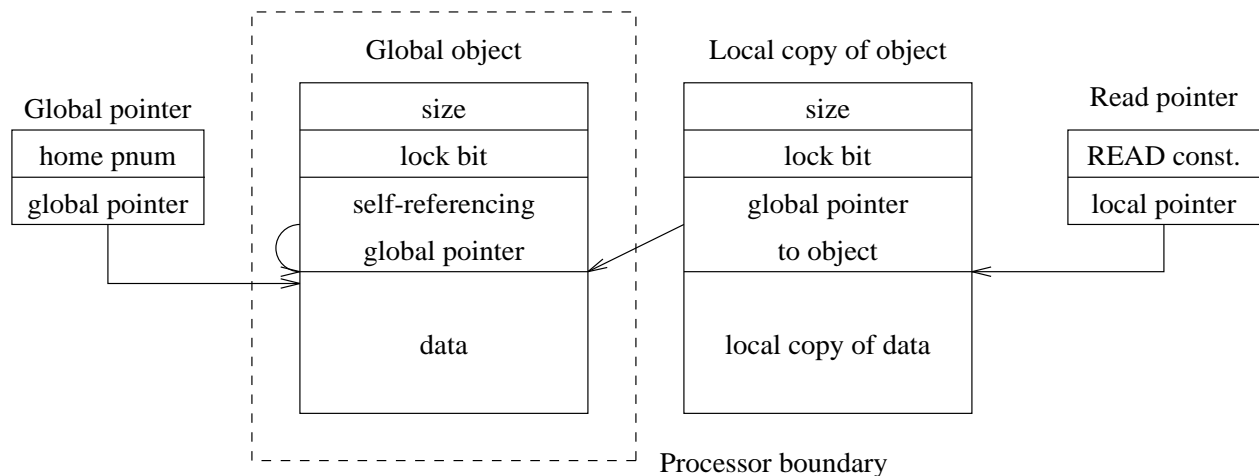 Global pointer
home pnum
global pointer
Global object
size
lock bit
self-referencing
global pointer
data
Local copy of object
size
lock bit
global pointer
to object
local copy of data
Read pointer
READ const.
local pointer
Processor boundary